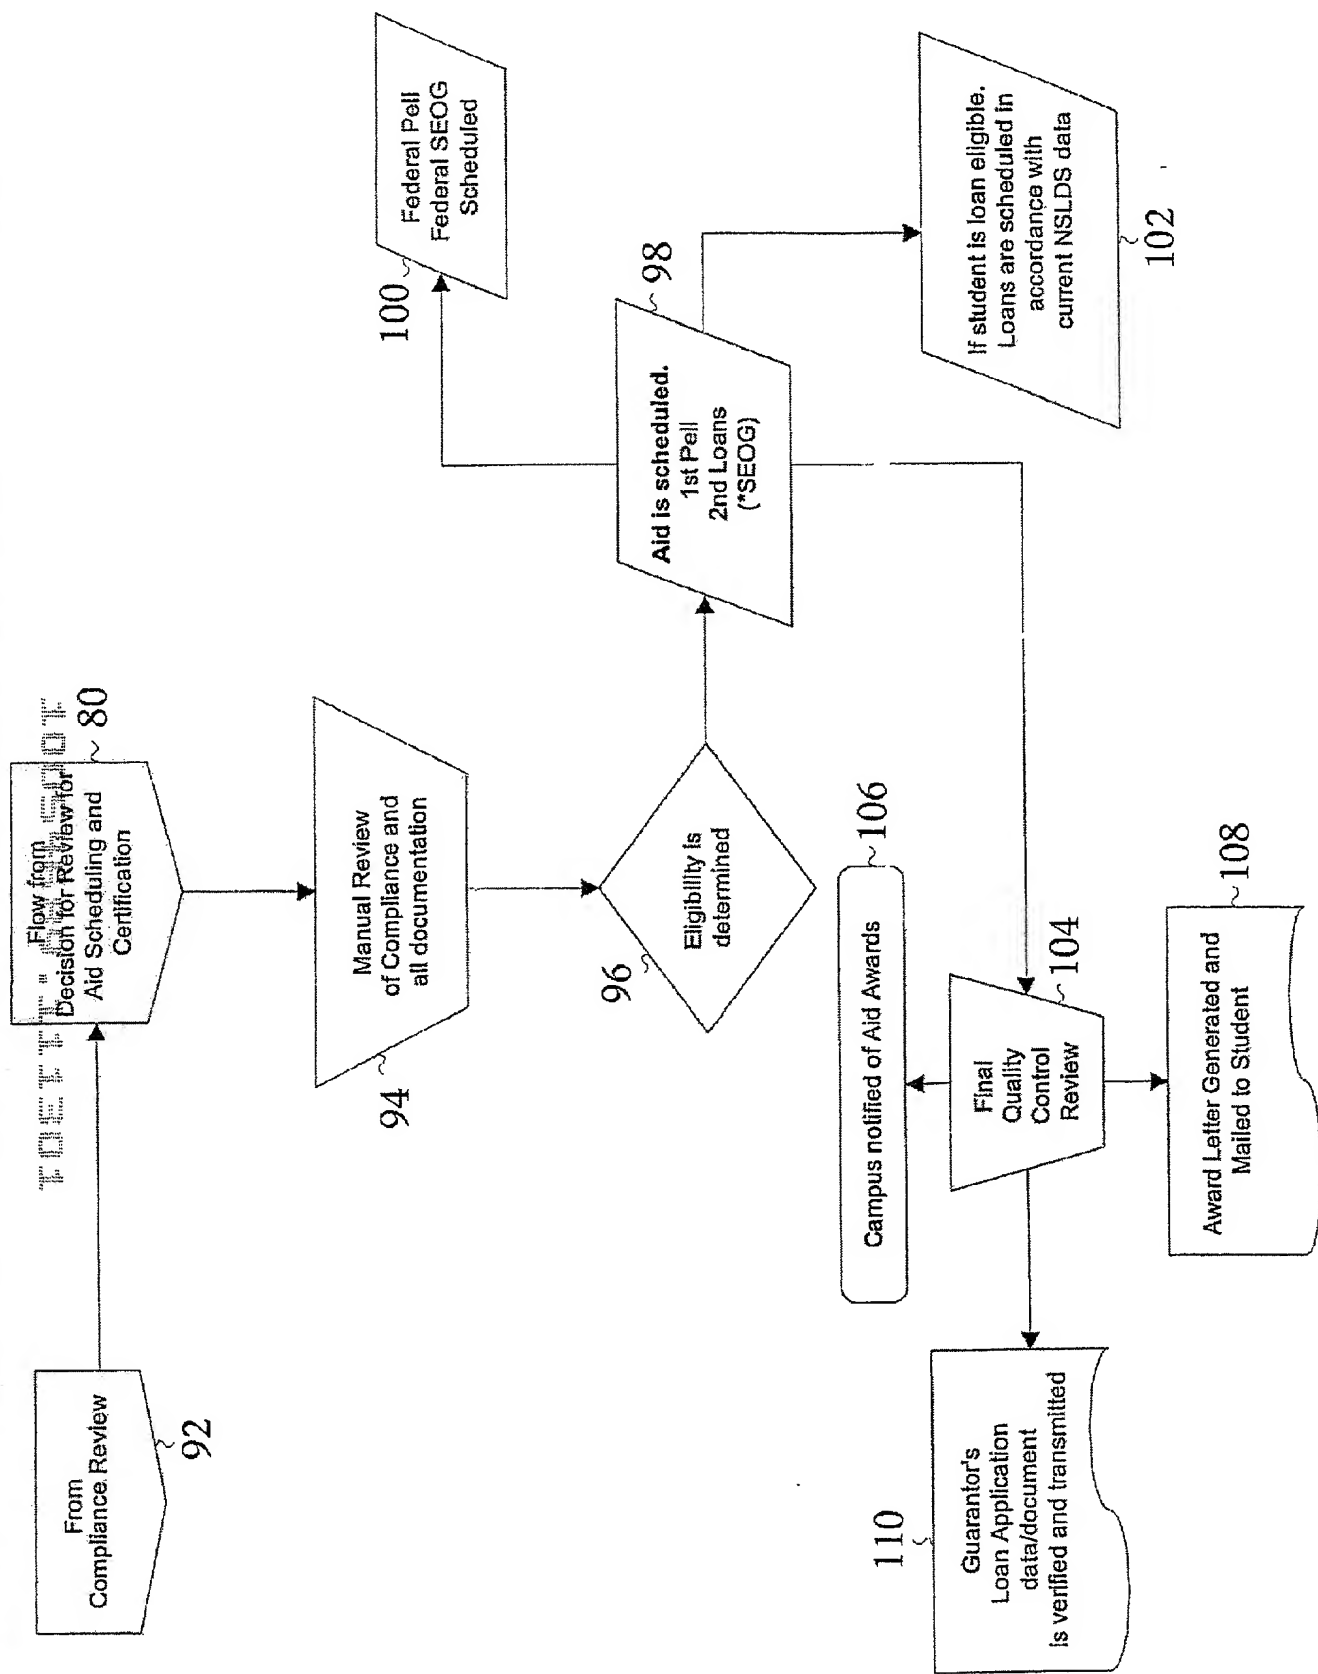 From
Compliance Review
92
Flow from
Decision for Review for
Aid Scheduling and
Certification
80
Manual Review
of Compliance and
all documentation
94
Eligibility is
determined
96
Aid is scheduled.
1st Pell
2nd Loans
(*SEOG)
98
Federal Pell
Federal SEOG
Scheduled
100
If student is loan eligible.
Loans are scheduled in
accordance with
current NSLDS data
102
Campus notified of Aid Awards
106
Final
Quality
Control
Review
104
Award Letter Generated and
Mailed to Student
108
Guarantor's
Loan Application
data/document
is verified and transmitted
110